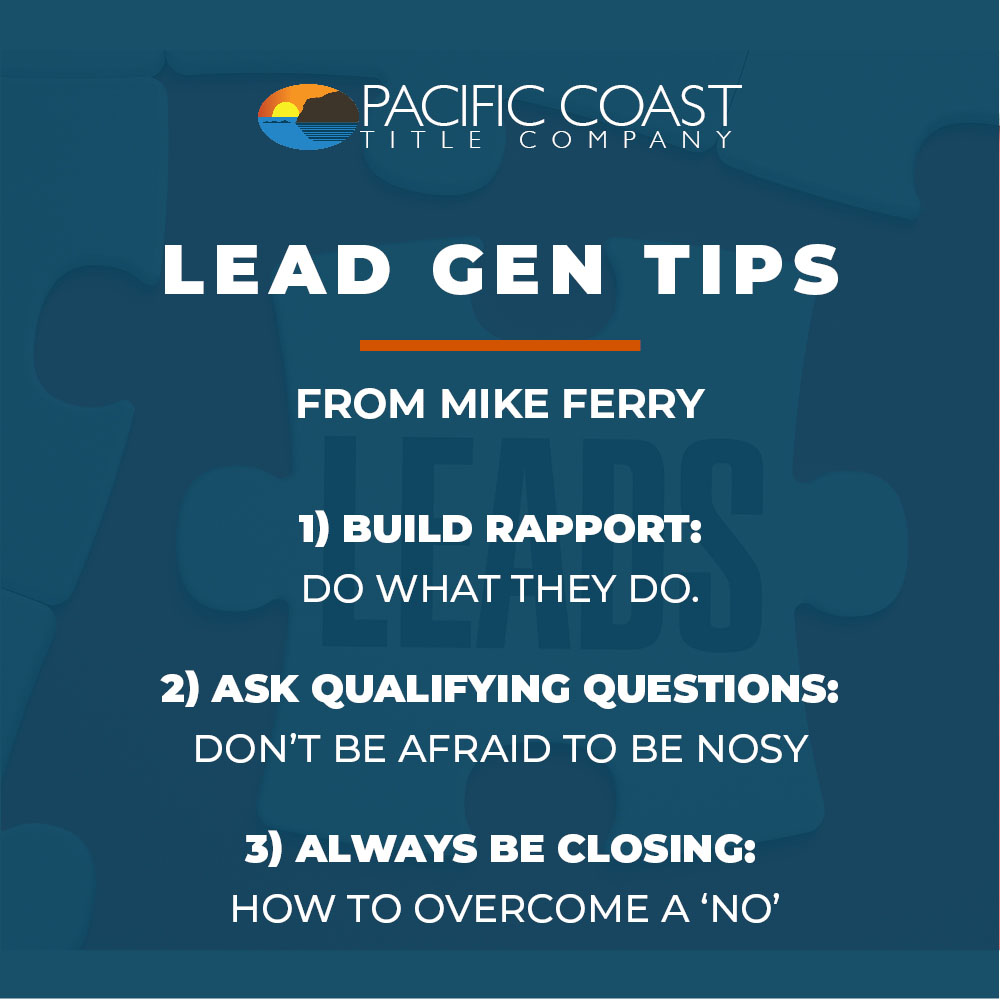 PACIFIC COAST
TITLE COMPANY
LEAD GEN TIPS
FROM MIKE FERRY
LEADS
1) BUILD RAPPORT:
DO WHAT THEY DO.
2) ASK QUALIFYING QUESTIONS:
DON’T BE AFRAID TO BE NOSY
3) ALWAYS BE CLOSING:
HOW TO OVERCOME A ‘NO’